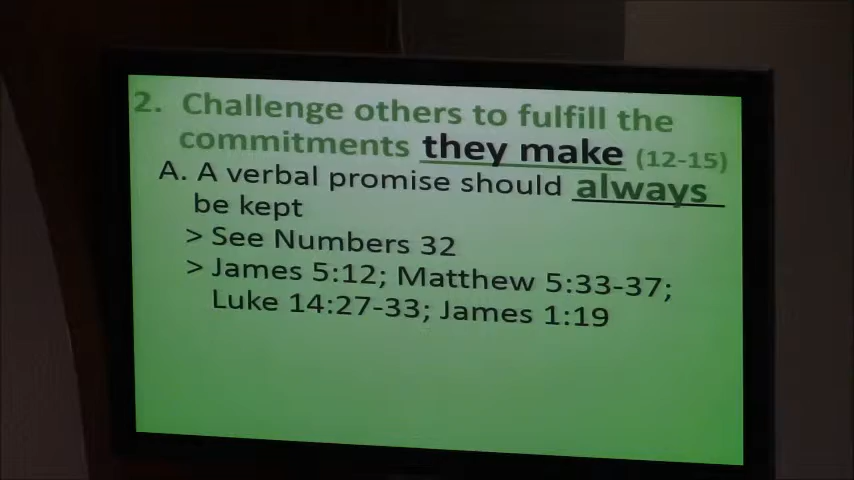 2. Challenge others to fulfill the
commitments they make (12-15)
A. A verbal promise should always
be kept
> See Numbers 32
> James 5:12; Matthew 5:33-37;
Luke 14:27-33; James 1:19